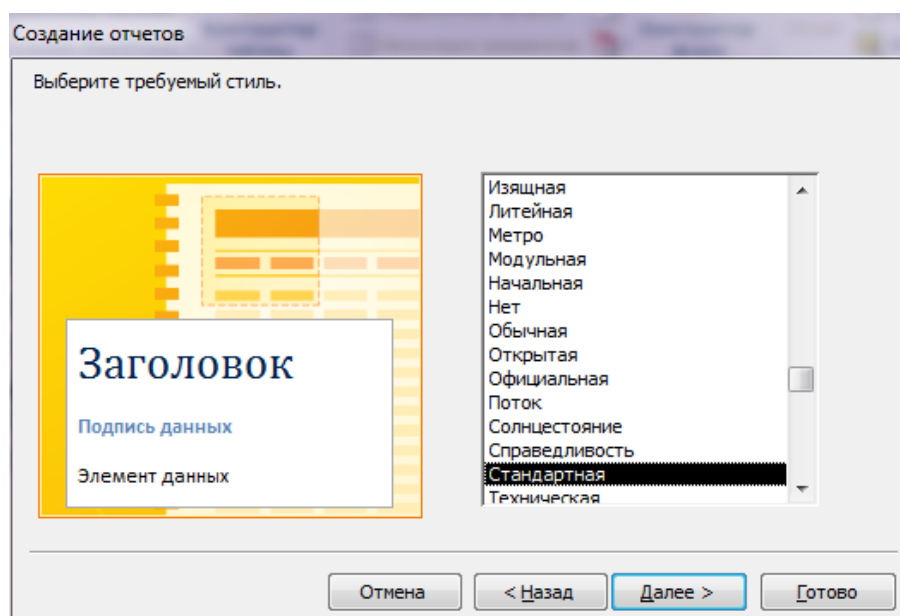 Создание отчетов
Выберите требуемый стиль.
Заголовок
Подпись данных
Элемент данных
Изящная
Литейная
Метро
Модульная
Начальная
Нет
Обычная
Открытая
Официальная
Поток
Солнцестояние
Справедливость
Стандартная
Техническая
Отмена
< Назад
Далее >
Готово